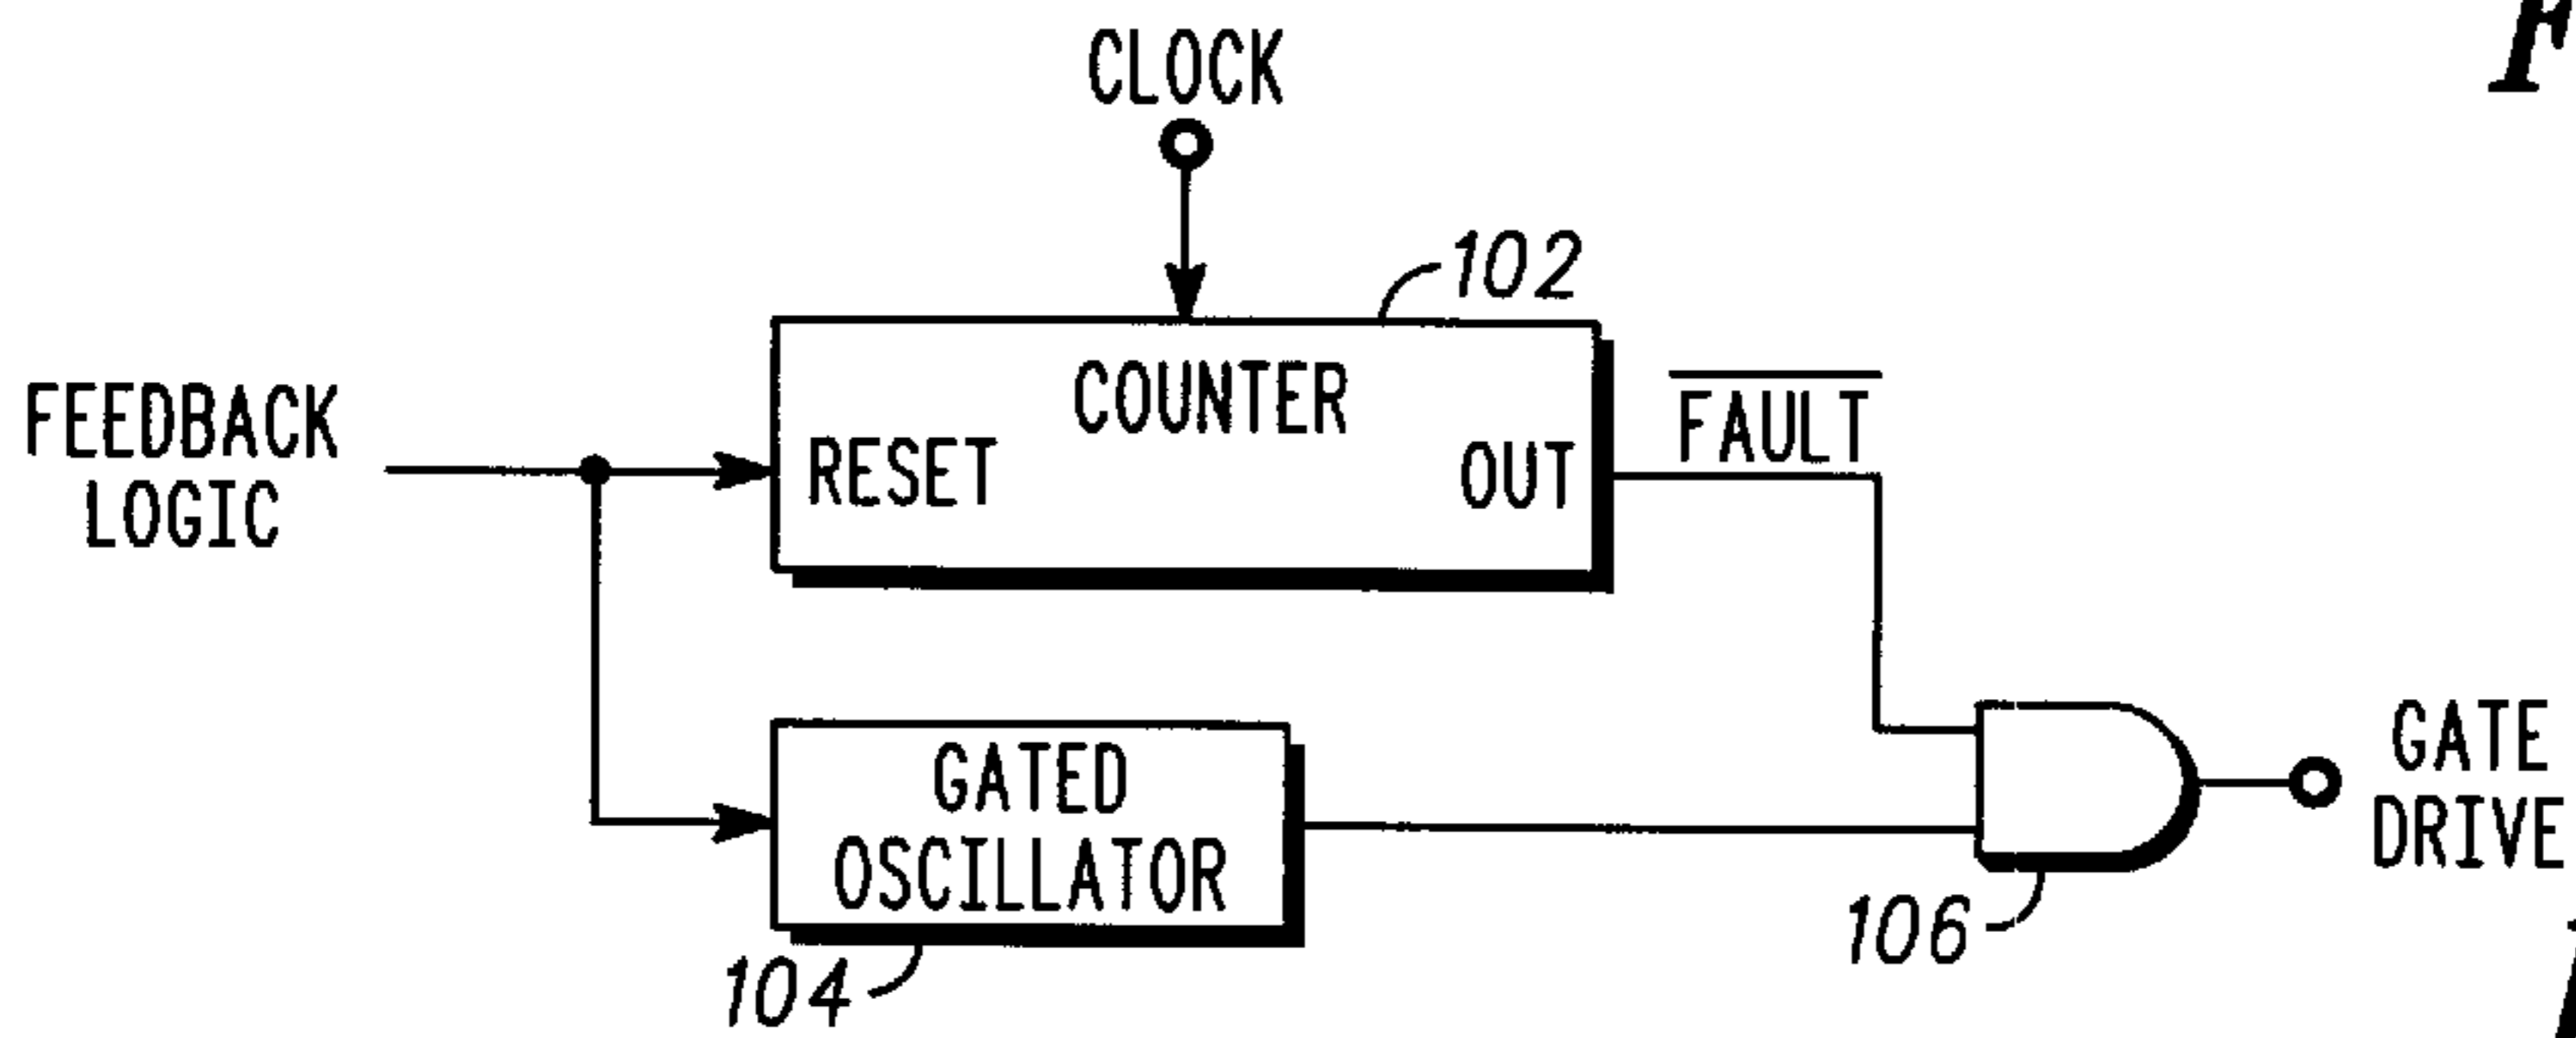 CLOCK
102
COUNTER
FEEDBACK
LOGIC
RESET
OUT
FAULT
GATED
OSCILLATOR
104
106
GATE
DRIVE